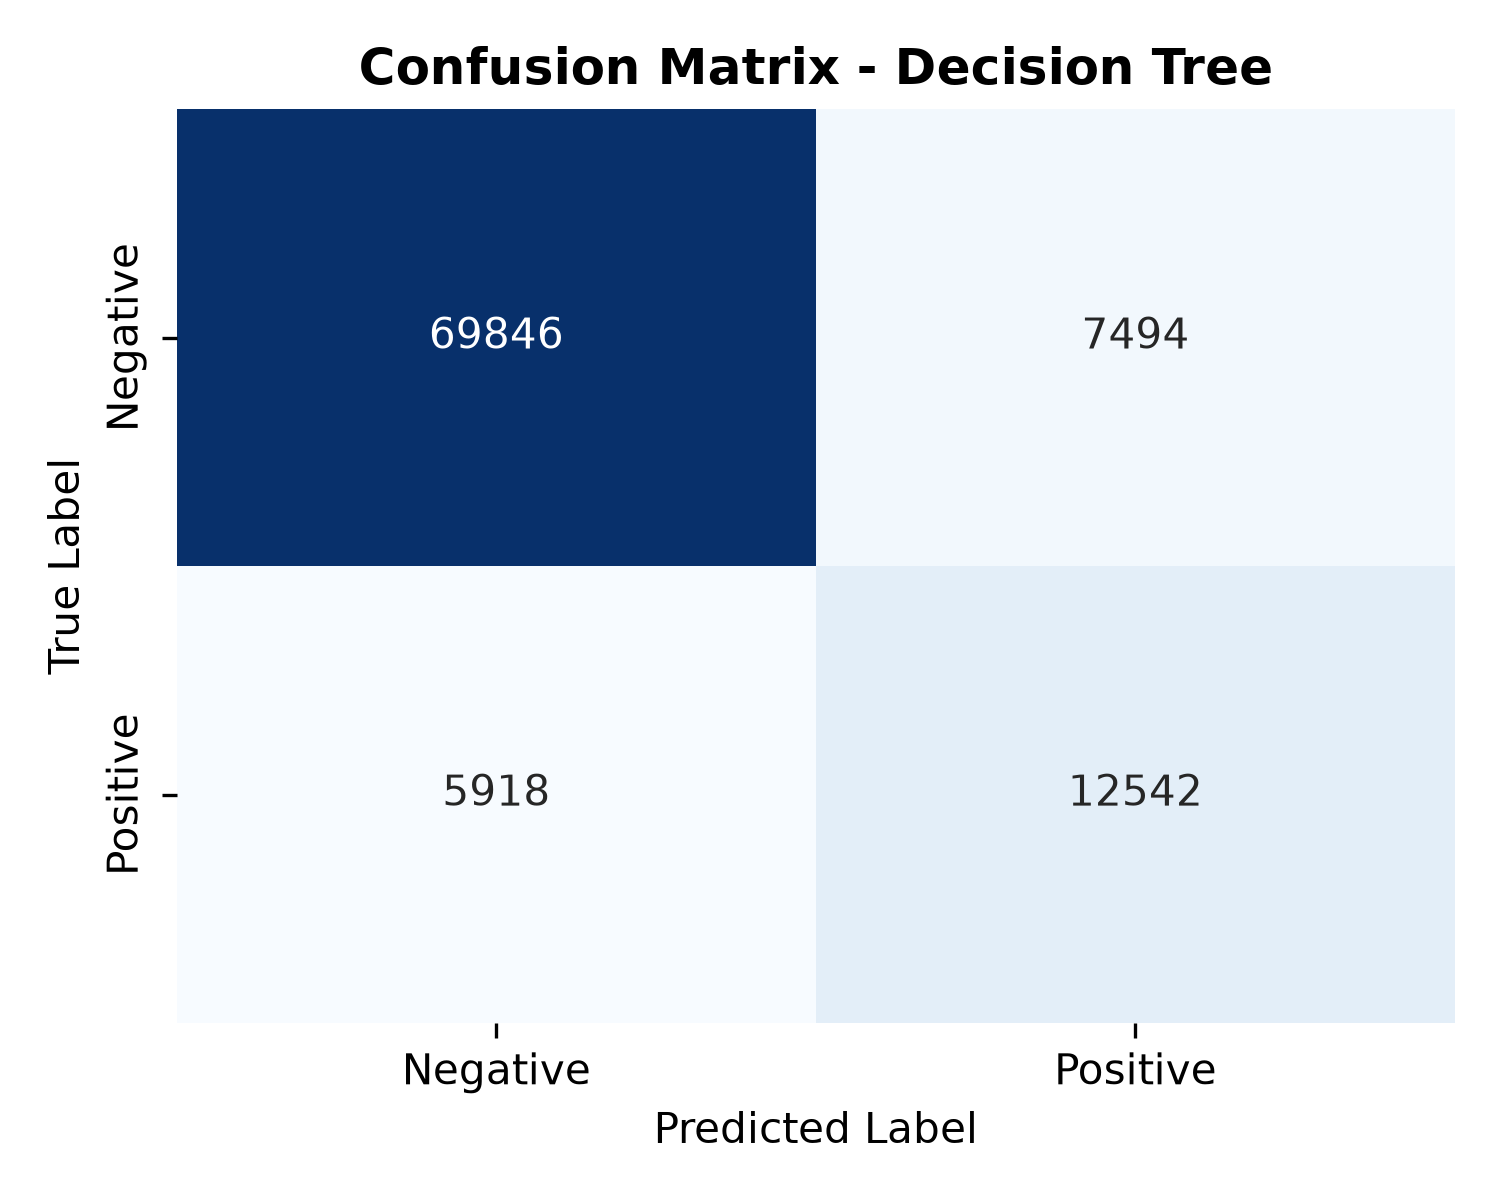 Confusion Matrix - Decision Tree
True Label
Negative
69846
7494
Positive
5918
12542
Negative
Positive
Predicted Label